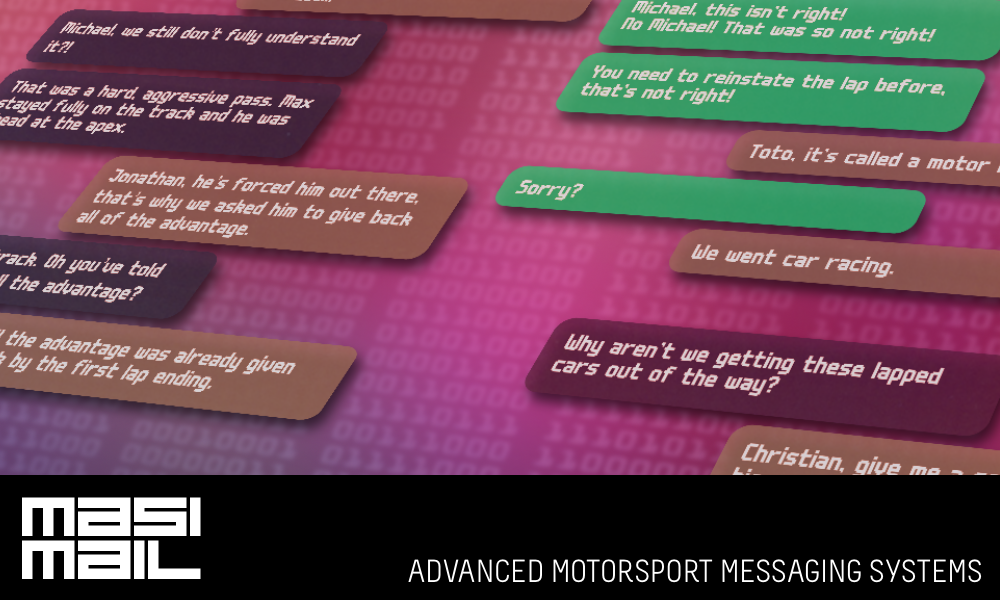 Michael, we still don't fully understand
it?!
That was a hard, aggressive pass. Max
stayed fully on the track and he was
at the apex.
Jonathan, he's forced him out there,
that's why we asked him to give back
all of the advantage.
Oh you've told
the advantage?
the advantage was already given
by the first lap ending.
Michael, this isn't right!
No Michael! That was so not right!
You need to reinstate the lap before,
that's not right!
Toto, it's called a motor
Sorry?
We went car racing.
Why aren't we getting these lapped
cars out of the way?
Christian, give me a
MASI
MAIL
ADVANCED MOTORSPORT MESSAGING SYSTEMS